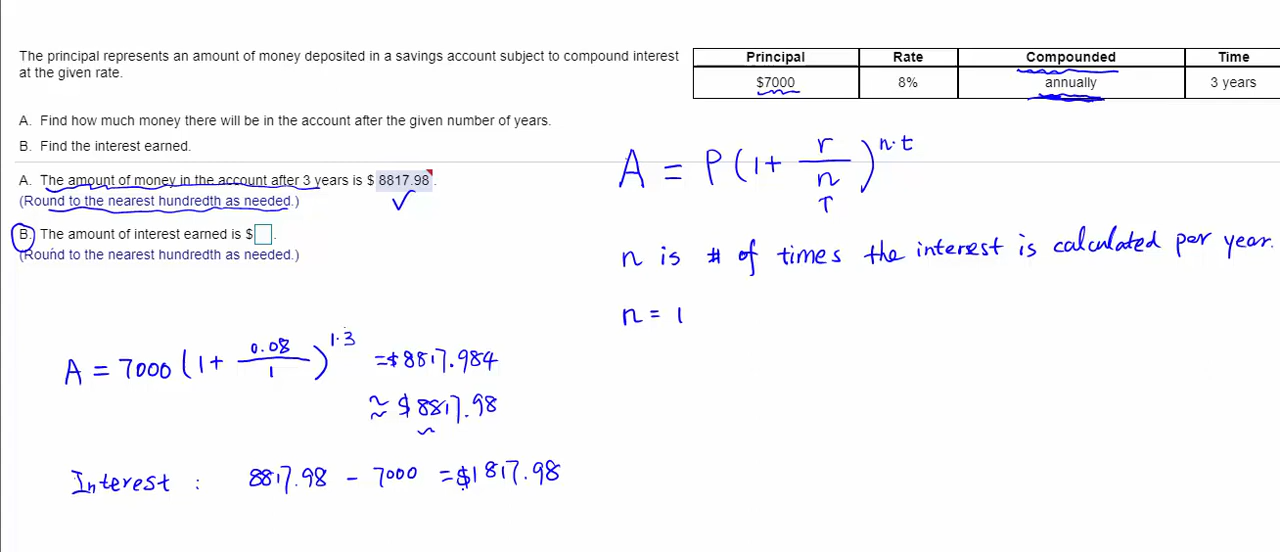 The principal represents an amount of money deposited in a savings account subject to compound interest
at the given rate.
Principal Rate Compounded Time
$7000 8% annually 3 years
A. Find how much money there will be in the account after the given number of years.
B. Find the interest earned.
A. The amount of money in the account after 3 years is $ 8817.98.
(Round to the nearest hundredth as needed.)
B. The amount of interest earned is $
(Round to the nearest hundredth as needed.)
A = P(1+ r/n)^n·t
n is # of times the interest is calculated per year.
n = 1
A = 7000 (1+ 0.08/1)^1·3 =$8817.984
≈ $8817.98
Interest : 8817.98 - 7000 =$1817.98